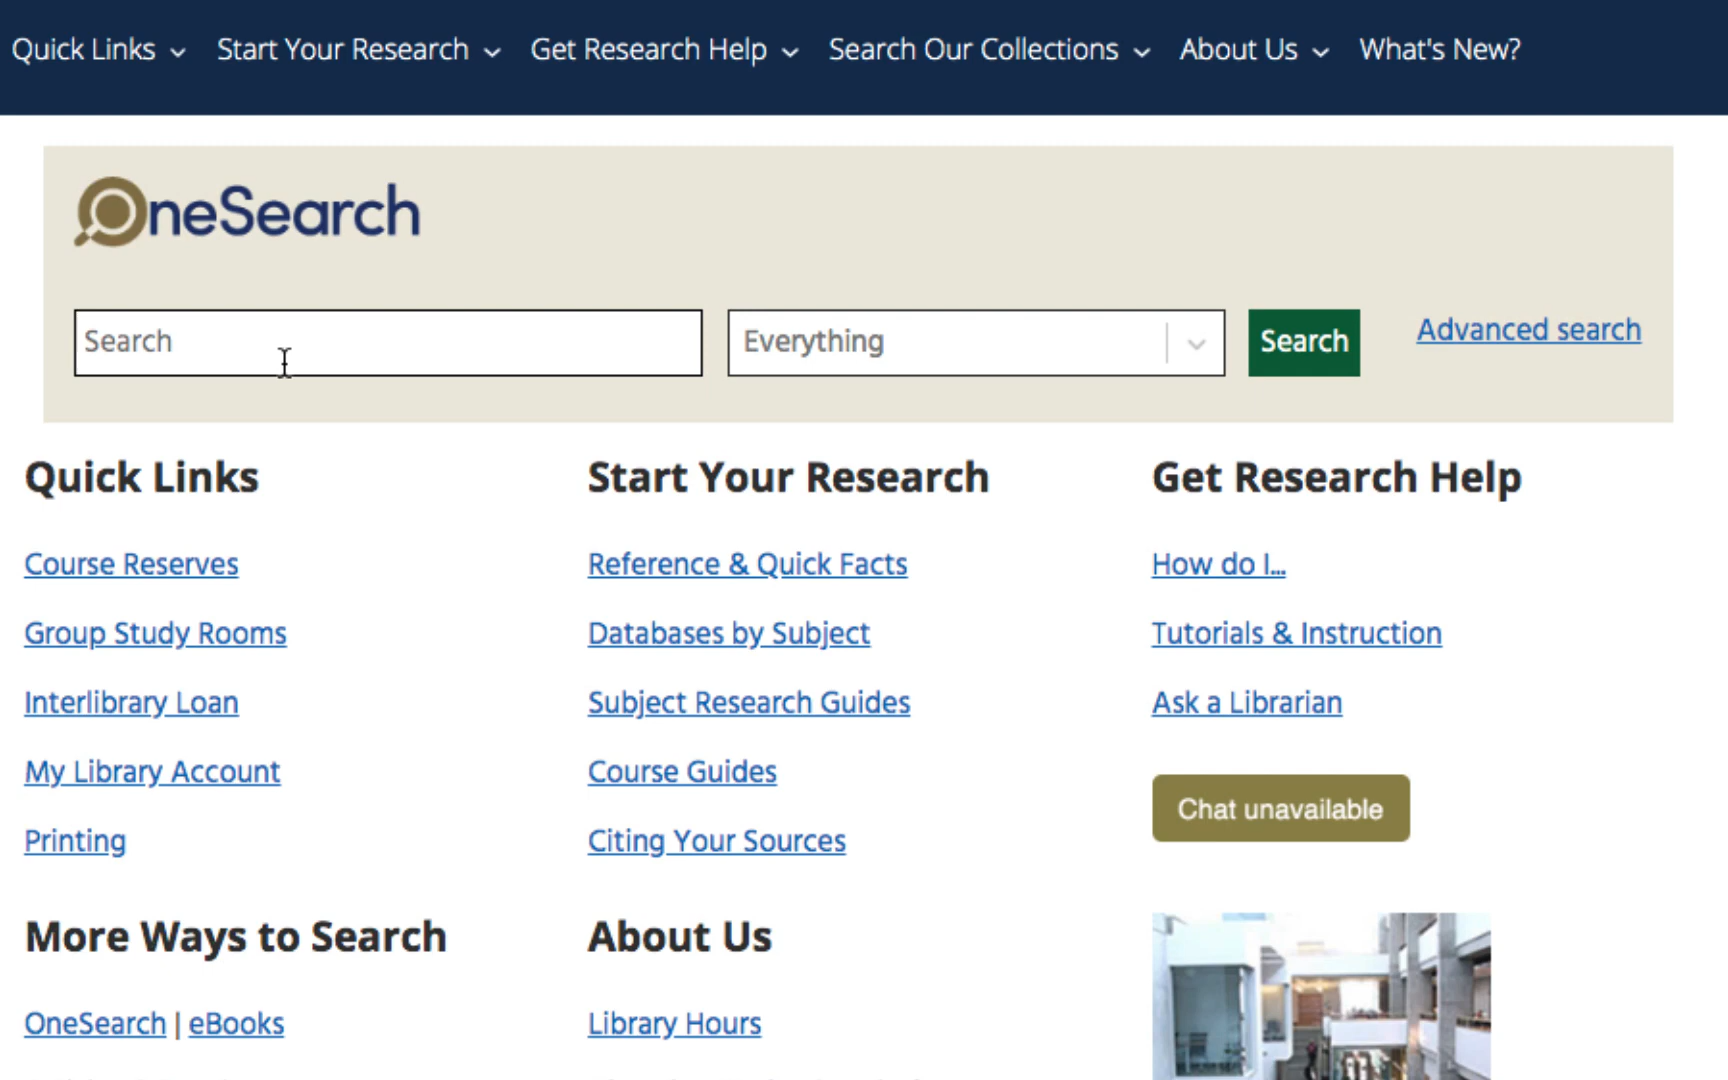 Quick Links Start Your Research Get Research Help Search Our Collections About Us What's New?
OneSearch
Search Everything Search Advanced search
Quick Links
Course Reserves
Group Study Rooms
Interlibrary Loan
My Library Account
Printing
Start Your Research
Reference & Quick Facts
Databases by Subject
Subject Research Guides
Course Guides
Citing Your Sources
Get Research Help
How do I...
Tutorials & Instruction
Ask a Librarian
Chat unavailable
More Ways to Search
OneSearch | eBooks
About Us
Library Hours